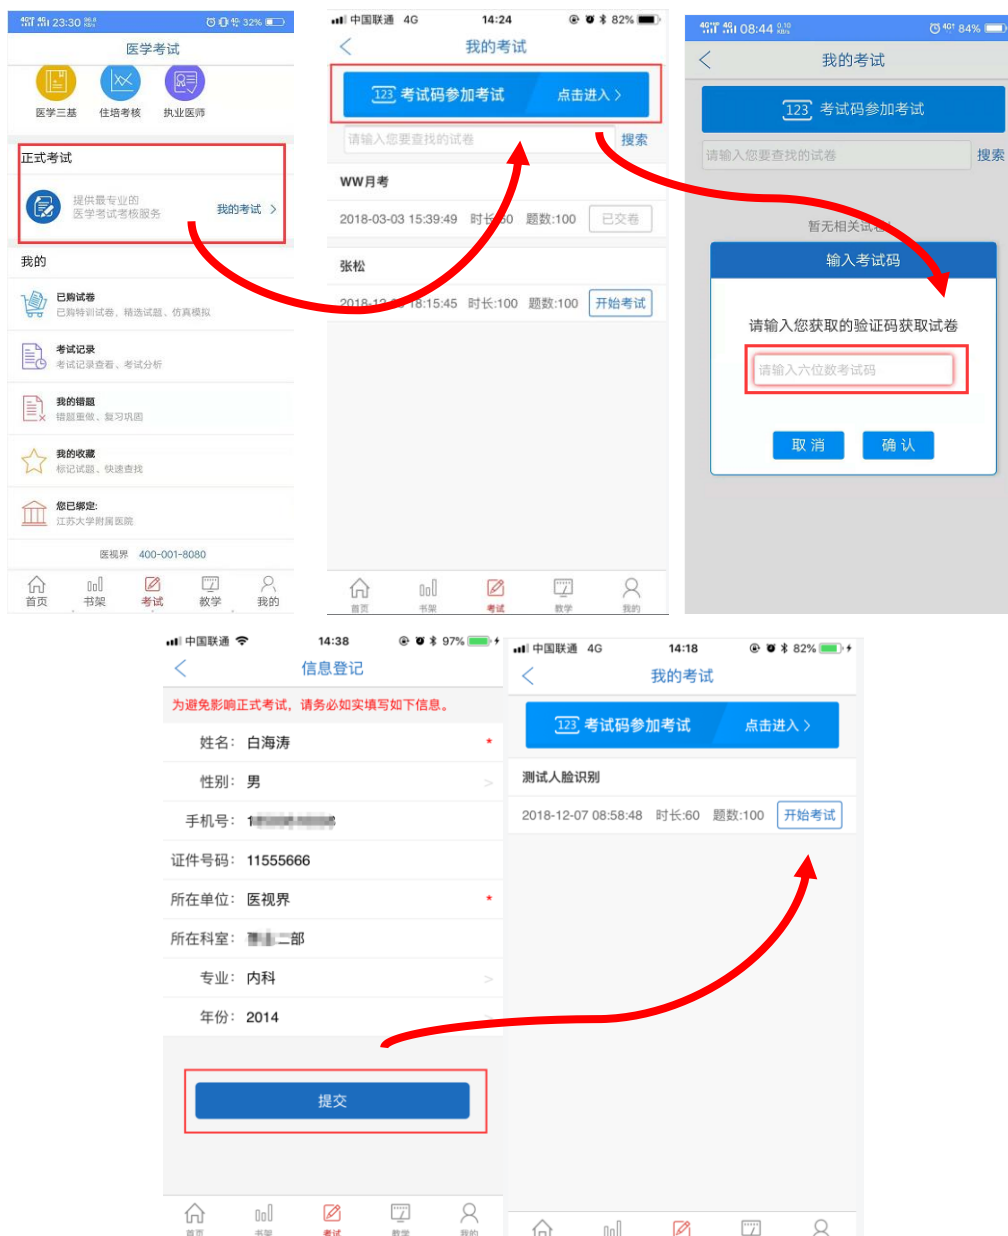 23:30
32%
医学考试
医学三基 住培考核 执业医师
正式考试
提供最专业的
医学考试考核服务
我的考试 >
我的
已购试卷
已购特训试卷、精选试题、仿真模拟
考试记录
考试记录查看、考试分析
我的错题
错题重做、复习巩固
我的收藏
标记试题、快速查找
您已绑定:
江苏大学附属医院
医视界 400-001-8080
首页 书架 考试 教学 我的
中国联通 4G 14:24 82%
我的考试
123 考试码参加考试 点击进入 >
请输入您要查找的试卷 搜索
WW月考
2018-03-03 15:39:49 时长:60 题数:100 已交卷
张松
18:15:45 时长:100 题数:100 开始考试
首页 书架 考试 教学 我的
08:44 84%
我的考试
123 考试码参加考试
请输入您要查找的试卷 搜索
暂无相关试卷
输入考试码
请输入您获取的验证码获取试卷
请输入六位数考试码
取消 确认
中国联通 14:38 97%
信息登记
为避免影响正式考试，请务必如实填写如下信息。
姓名: 白海涛 *
性别: 男 >
手机号:
证件号码: 11555666
所在单位: 医视界 *
所在科室: 二部
专业: 内科 >
年份: 2014
提交
首页 书架 考试 教学 我的
中国联通 4G 14:18 82%
我的考试
123 考试码参加考试 点击进入 >
测试人脸识别
2018-12-07 08:58:48 时长:60 题数:100 开始考试